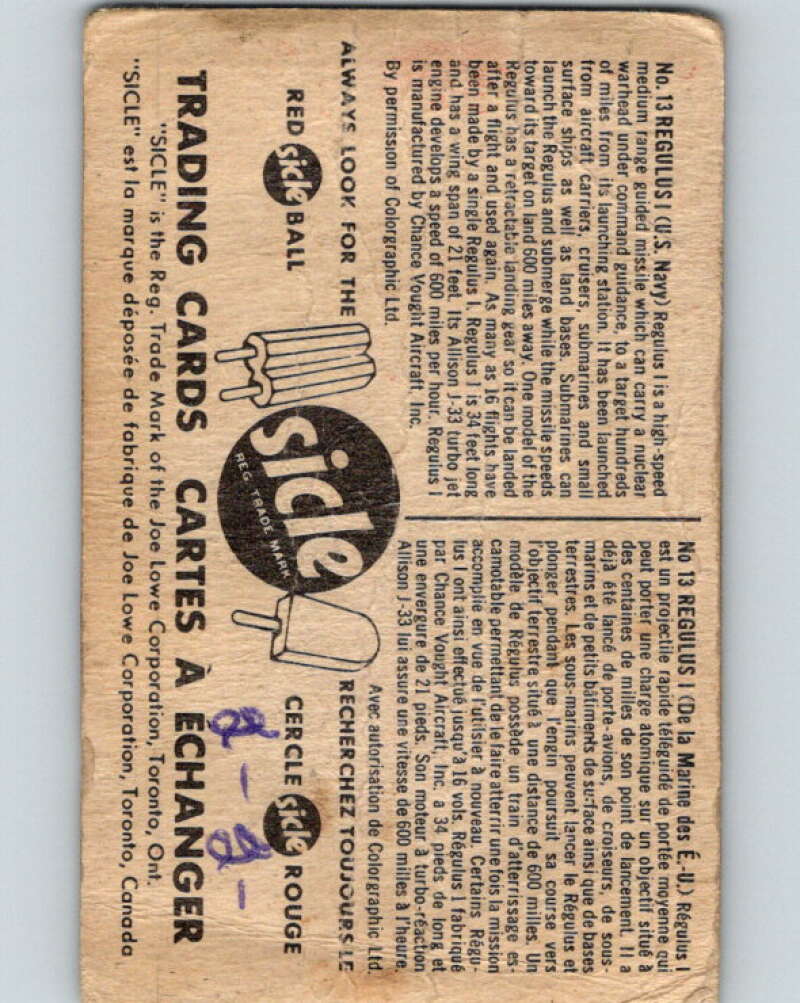 No. 13 REGULUS I (U.S. Navy) Regulus I is a high-speed
medium range guided missile which can carry a nuclear
warhead under command guidance, to a target hundreds
of miles from its launching station. It has been launched
from aircraft carriers, cruisers, submarines and small
surface ships as well as land bases. Submarines can
launch the Regulus and submerge while the missile speeds
toward its target on land 600 miles away. One model of the
Regulus has a retractable landing gear so it can be landed
after a flight and used again. As many as 16 flights have
been made by a single Regulus I. Regulus I is 34 feet long
and has a wing span of 21 feet. Its Allison J-33 turbo jet
engine develops a speed of 600 miles per hour. Regulus I
is manufactured by Chance Vought Aircraft, Inc.
By permission of Colorgraphic Ltd.
No 13 REGULUS I (De la Marine des É.-U.) Régulus I
est un projectile rapide téléguidé de portée moyenne qui
peut porter une charge atomique sur un objectif situé à
des centaines de milles de son point de lancement. Il a
déjà été lancé de porte-avions, de croiseurs, de sous-
marins et de petits bâtiments de surface ainsi que de bases
terrestres. Les sous-marins peuvent lancer le Régulus et
plonger pendant que l'engin poursuit sa course vers
l'objectif terrestre situé à une distance de 600 milles. Un
modèle de Régulus possède un train d'atterrissage es-
camotable permettant de le faire atterrir une fois la mission
accomplie en vue de l'utilsier à nouveau. Certains Régu-
lus I ont ainsi effectué jusqu'à 16 vols. Régulus I fabriqué
par Chance Vought Aircraft, Inc. a 34 pieds de long et
une envergure de 21 pieds. Son moteur à turbo-réaction
Allison J-33 lui assure une vitesse de 600 milles à l'heure.
Avec autorisation de Colorgraphic Ltd.
ALWAYS LOOK FOR THE
RED sicle BALL
sicle
REG. TRADE MARK
RECHERCHEZ TOUJOURS LE
CERCLE sicle ROUGE
TRADING CARDS CARTES À ÉCHANGER
"SICLE" is the Reg. Trade Mark of the Joe Lowe Corporation, Toronto, Ont.
"SICLE" est la marque déposée de fabrique de Joe Lowe Corporation, Toronto, Canada